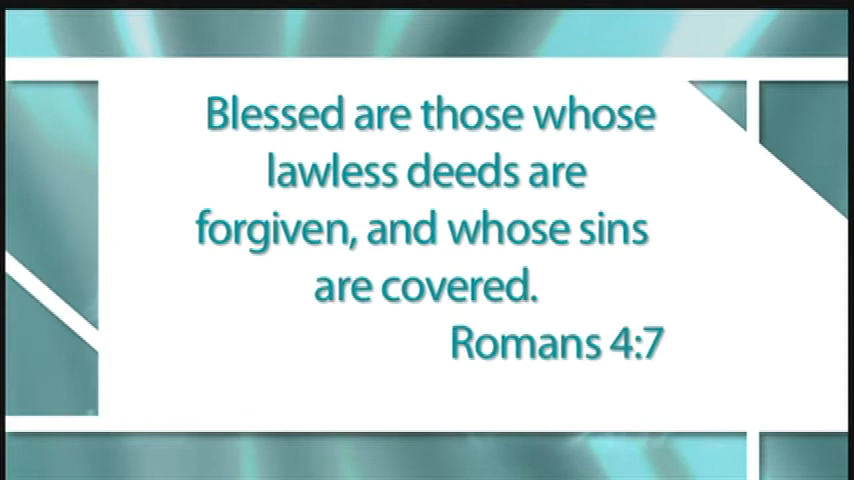 Blessed are those whose
lawless deeds are
forgiven, and whose sins
are covered.
Romans 4:7